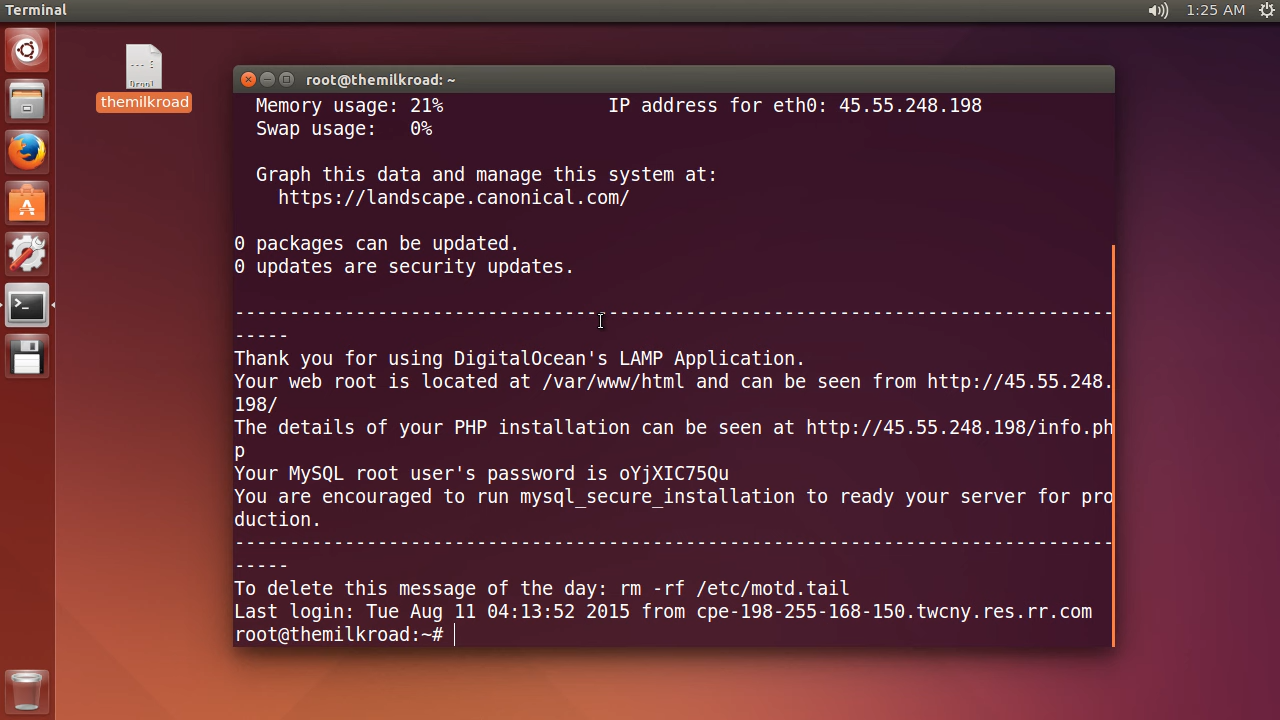 Terminal
1:25 AM
themilkroad
root@themilkroad: ~
Memory usage: 21% IP address for eth0: 45.55.248.198
Swap usage: 0%
Graph this data and manage this system at:
https://landscape.canonical.com/
0 packages can be updated.
0 updates are security updates.
--------------------------------------------------------------------------------
-----
Thank you for using DigitalOcean's LAMP Application.
Your web root is located at /var/www/html and can be seen from http://45.55.248.
198/
The details of your PHP installation can be seen at http://45.55.248.198/info.ph
p
Your MySQL root user's password is oYjXIC75Qu
You are encouraged to run mysql_secure_installation to ready your server for pro
duction.
--------------------------------------------------------------------------------
-----
To delete this message of the day: rm -rf /etc/motd.tail
Last login: Tue Aug 11 04:13:52 2015 from cpe-198-255-168-150.twcny.res.rr.com
root@themilkroad:~#